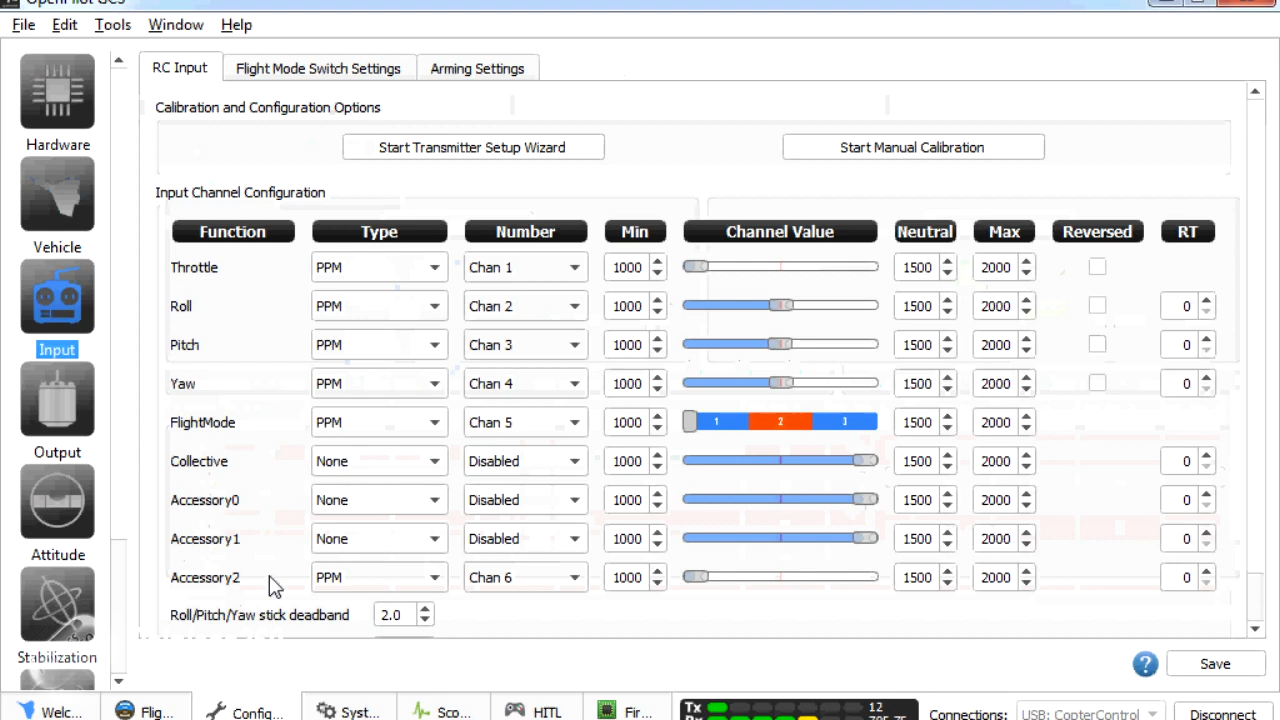 OpenPilot GCS
File Edit Tools Window Help
RC Input Flight Mode Switch Settings Arming Settings
Calibration and Configuration Options
Start Transmitter Setup Wizard Start Manual Calibration
Input Channel Configuration
Function Type Number Min Channel Value Neutral Max Reversed RT
Throttle PPM Chan 1 1000 1500 2000
Roll PPM Chan 2 1000 1500 2000 0
Pitch PPM Chan 3 1000 1500 2000 0
Yaw PPM Chan 4 1000 1500 2000 0
FlightMode PPM Chan 5 1000 1 2 3 1500 2000
Collective None Disabled 1000 1500 2000 0
Accessory0 None Disabled 1000 1500 2000 0
Accessory1 None Disabled 1000 1500 2000 0
Accessory2 PPM Chan 6 1000 1500 2000 0
Roll/Pitch/Yaw stick deadband 2.0
Hardware
Vehicle
Input
Output
Attitude
Stabilization
Save
Welc... Flig... Config... Syst... Sco... HITL Fir... Tx 12 Connections: USB: CopterControl Disconnect